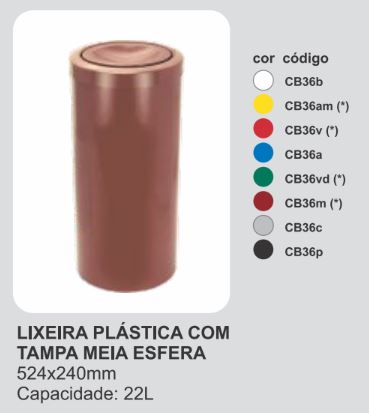 cor código
CB36b
CB36am (*)
CB36v (*)
CB36a
CB36vd (*)
CB36m (*)
CB36c
CB36p
LIXEIRA PLÁSTICA COM
TAMPA MEIA ESFERA
524x240mm
Capacidade: 22L